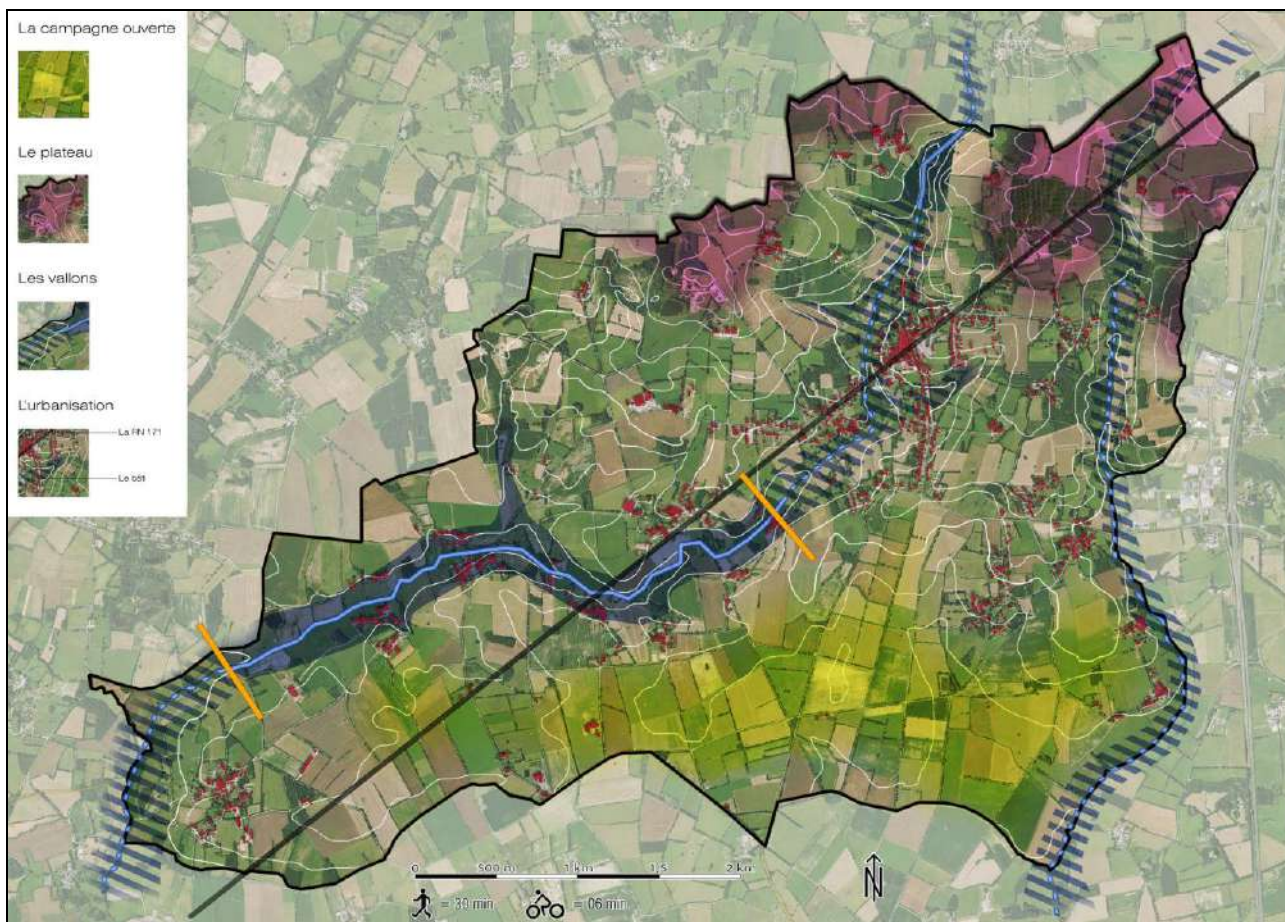 La campagne ouverte
Le plateau
Les vallons
L'urbanisation
La RN 171
Le bâti
0 500 m 1 km 1,5 2 km
= 30 min
= 06 min
N